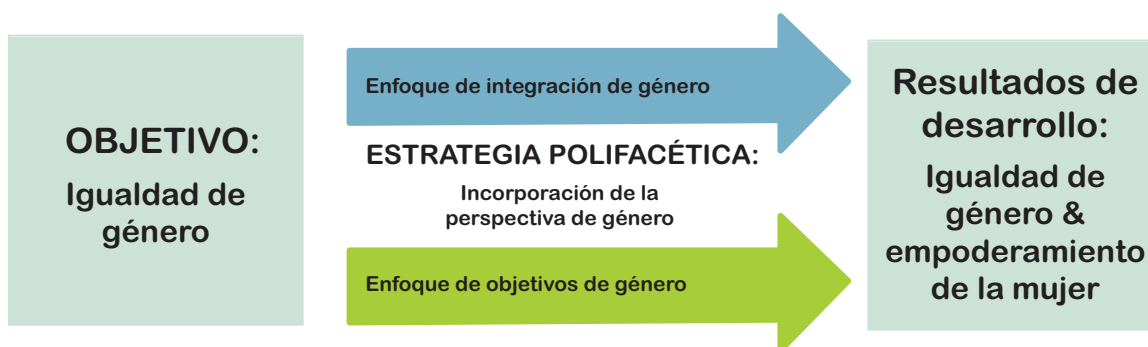 OBJETIVO:
Igualdad de
género
Enfoque de integración de género
ESTRATEGIA POLIFACÉTICA:
Incorporación de la
perspectiva de género
Enfoque de objetivos de género
Resultados de
desarrollo:
Igualdad de
género &
empoderamiento
de la mujer